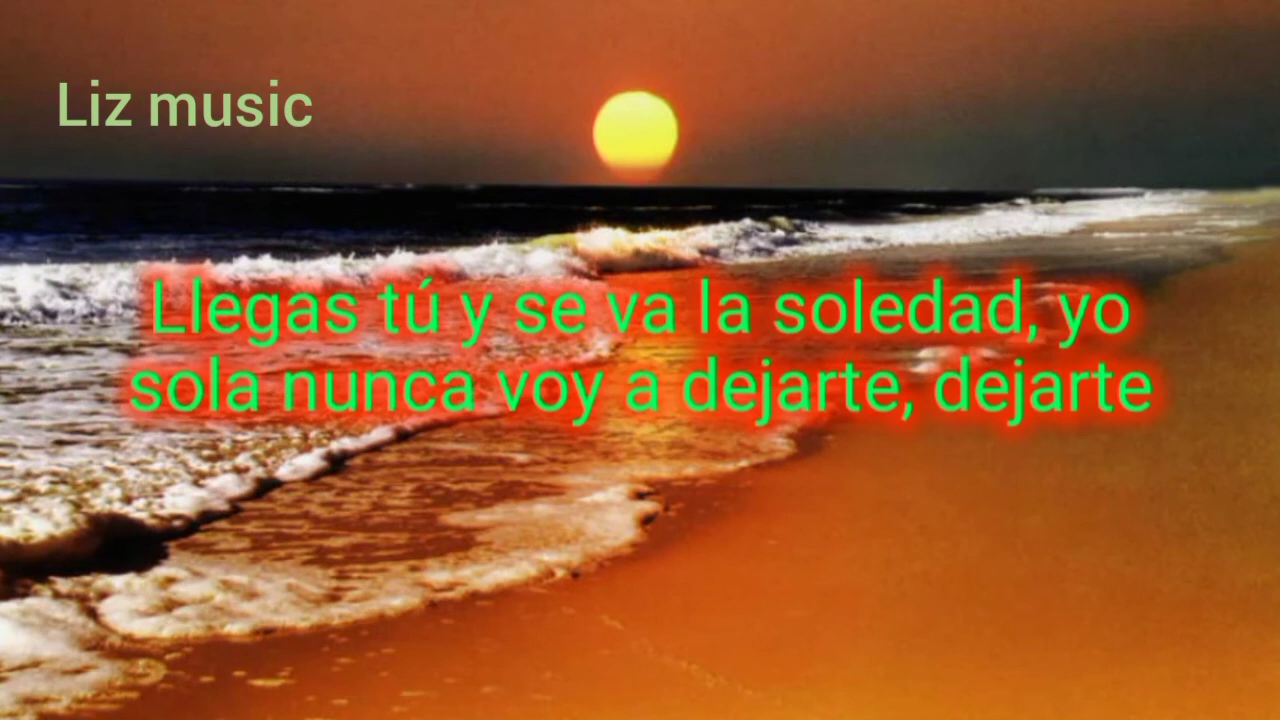 Liz music
Llegas tú y se va la soledad, yo
sola nunca voy a dejarte, dejarte